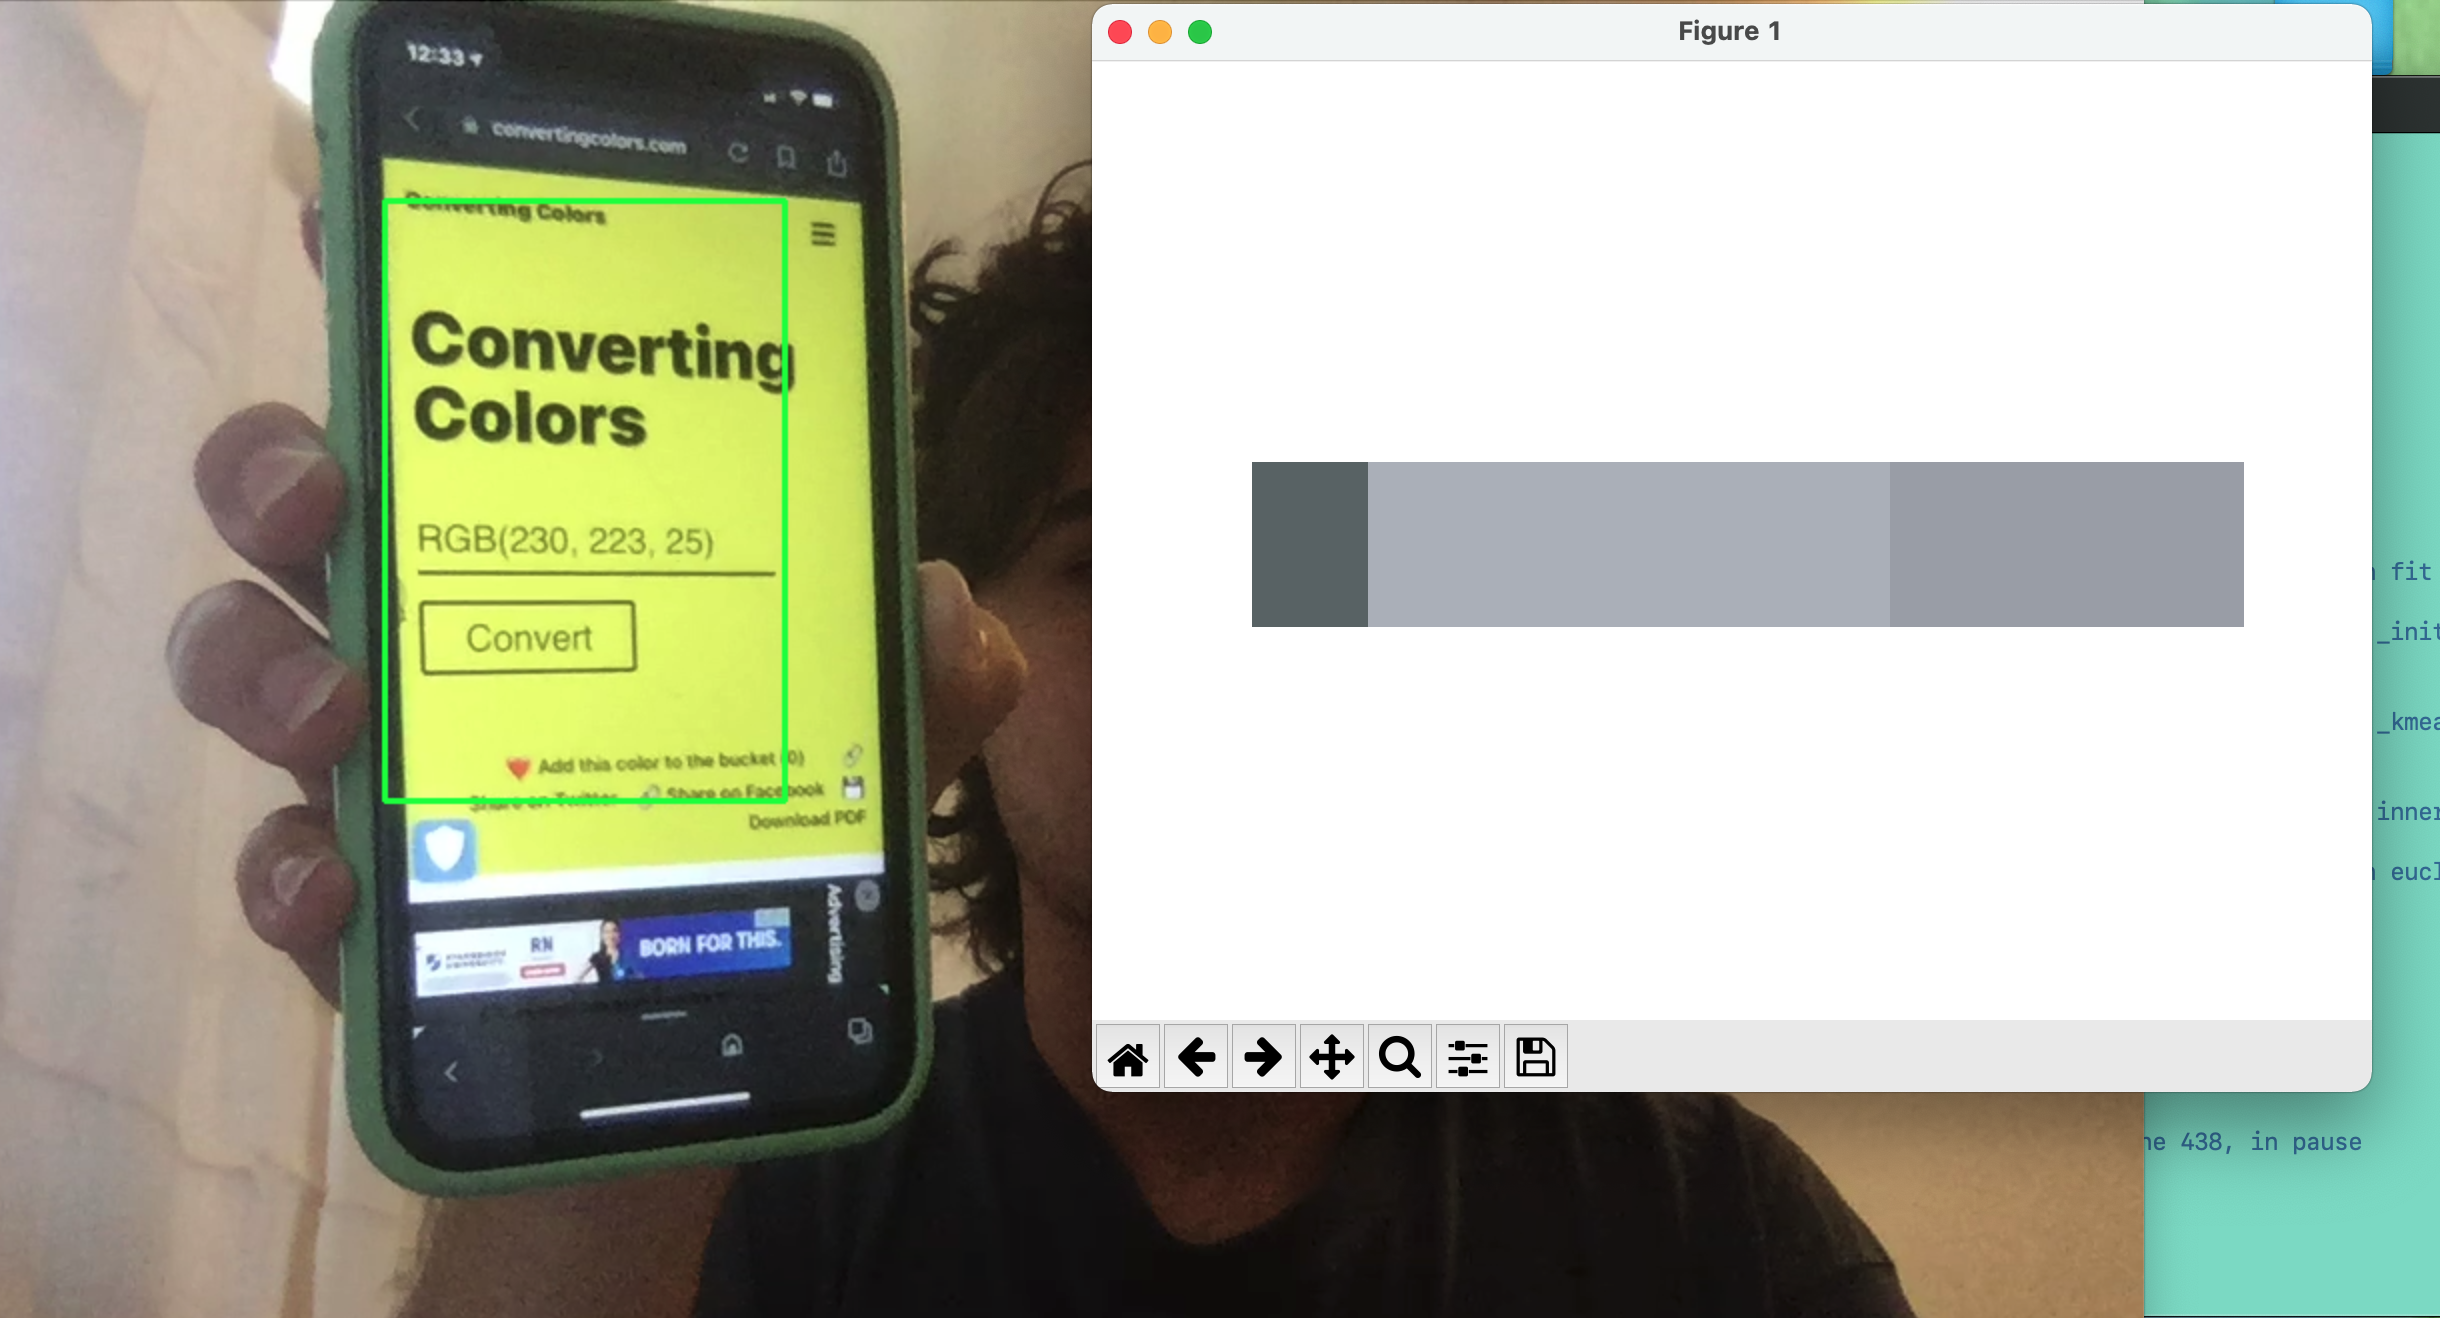 12:33
convertingcolors.com
Converting Colors
Converting
Colors
RGB(230, 223, 25)
Convert
Add this color to the bucket (0)
Share on Twitter Share on Facebook
Download PDF
Advertising
RN
BORN FOR THIS.
Figure 1
fit
_init
_kmea
inner
eucl
438, in pause